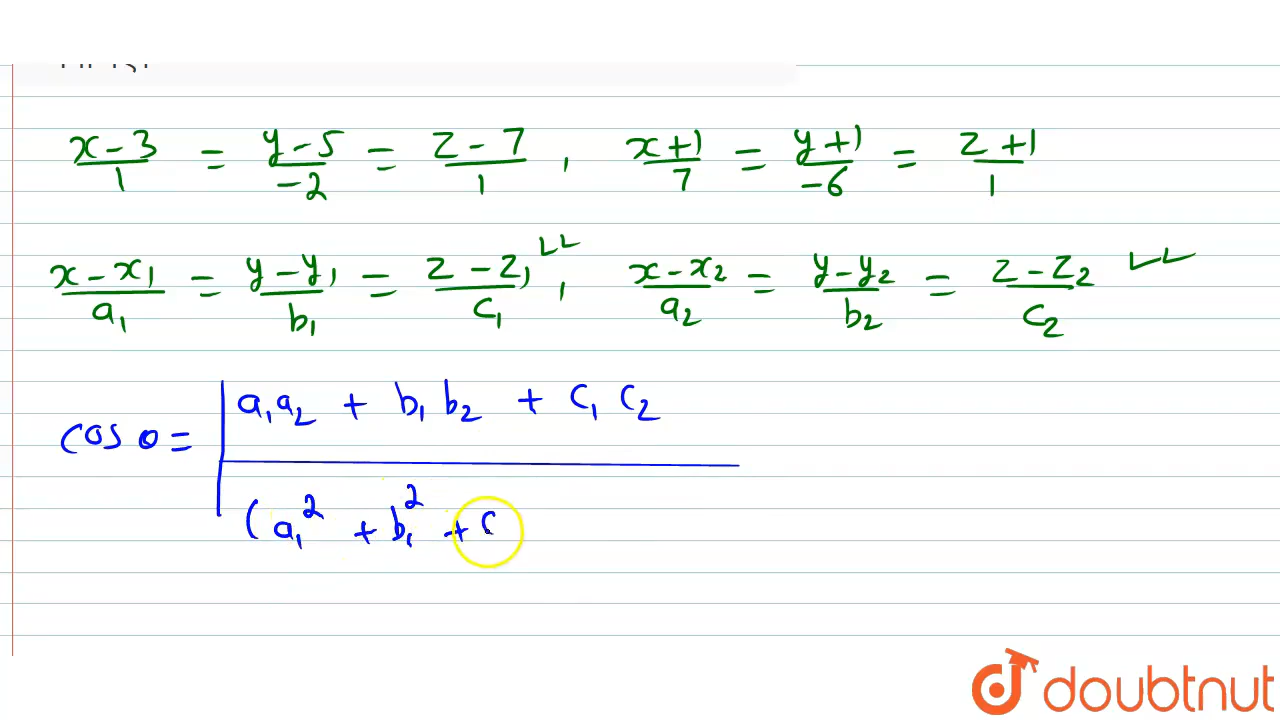 x-3/1 = y-5/-2 = z-7/1 , x+1/7 = y+1/-6 = z+1/1
x-x₁/a₁ = y-y₁/b₁ = z-z₁/c₁ , x-x₂/a₂ = y-y₂/b₂ = z-z₂/c₂
cos θ = | a₁a₂ + b₁b₂ + c₁c₂
(a₁² + b₁² + c
doubtnut